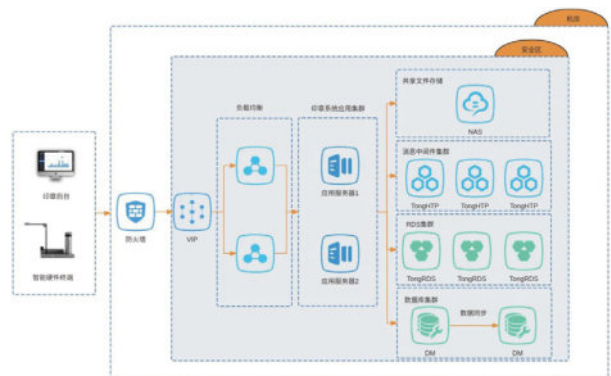 机房
安全区
共享文件存储
NAS
负载均衡
印章系统应用集群
消息中间件集群
TongHTP
TongHTP
TongHTP
印章后台
应用服务器1
防火墙
VIP
RDS集群
TongRDS
TongRDS
TongRDS
智能硬件终端
应用服务器2
数据库集群
数据同步
DM
DM